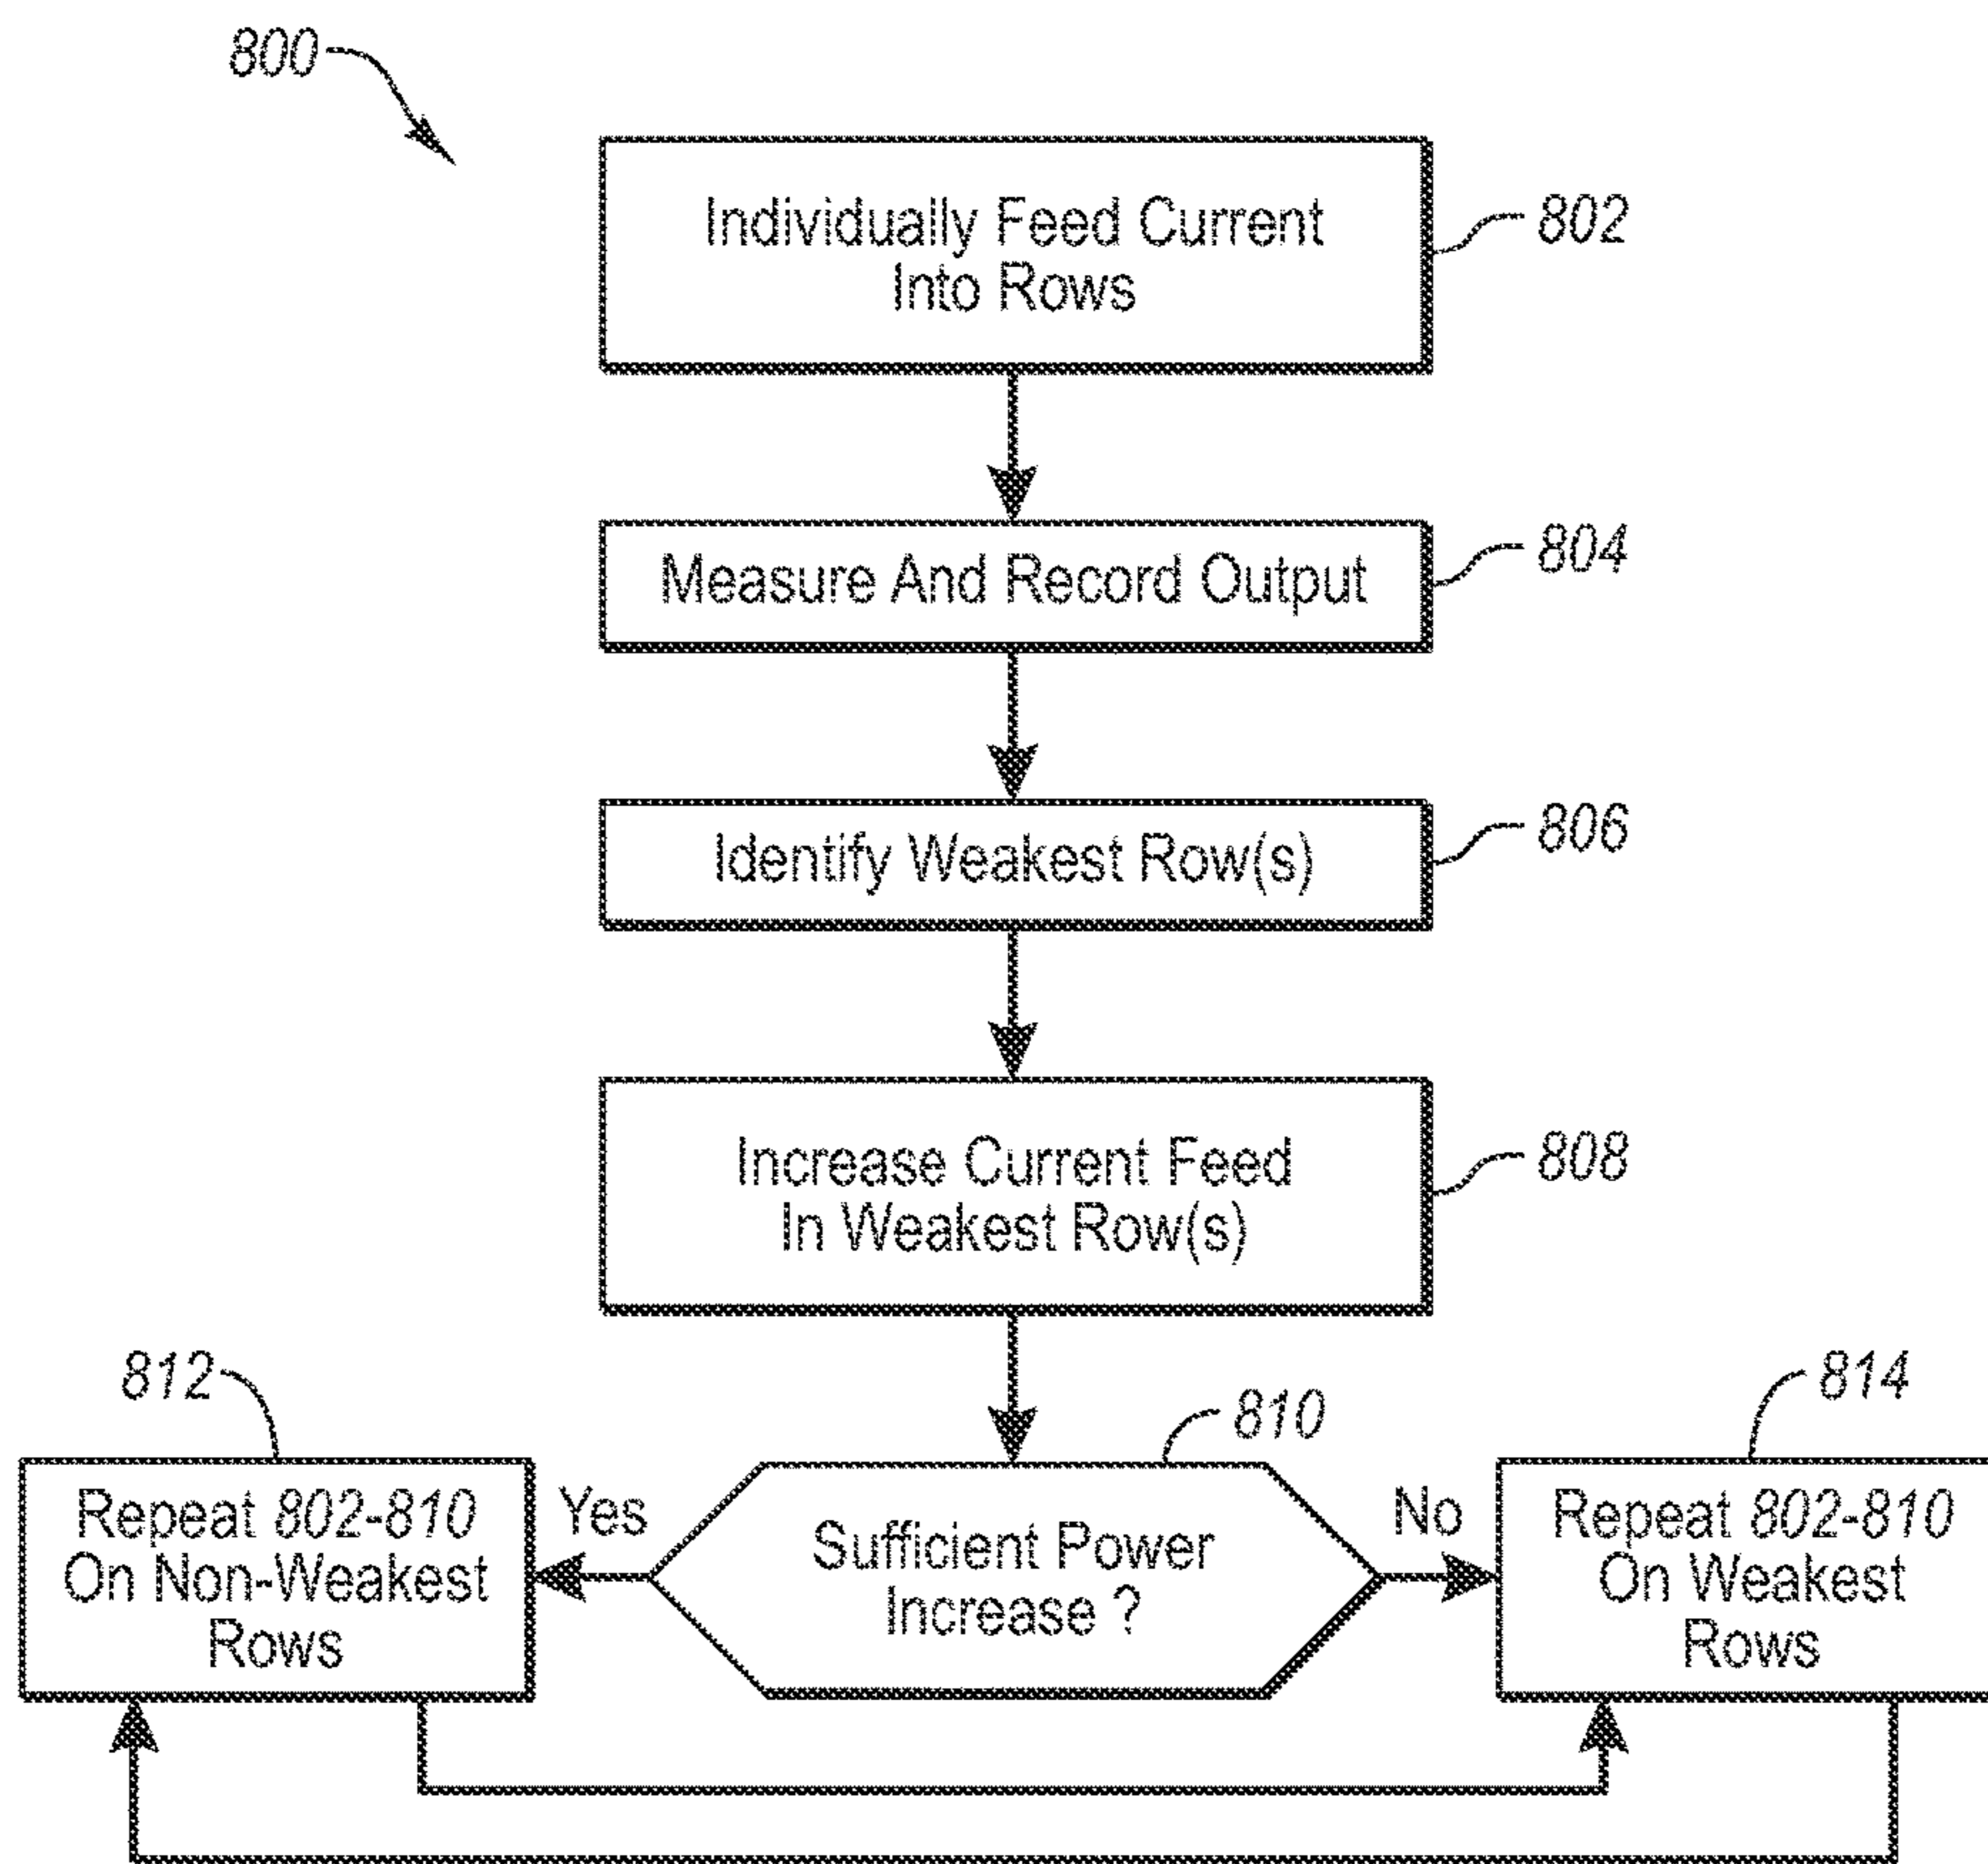 800
Individually Feed Current
Into Rows
802
Measure And Record Output
804
Identify Weakest Row(s)
806
Increase Current Feed
In Weakest Row(s)
808
812
810
814
Repeat 802-810
On Non-Weakest
Rows
Yes
Sufficient Power
Increase ?
No
Repeat 802-810
On Weakest
Rows